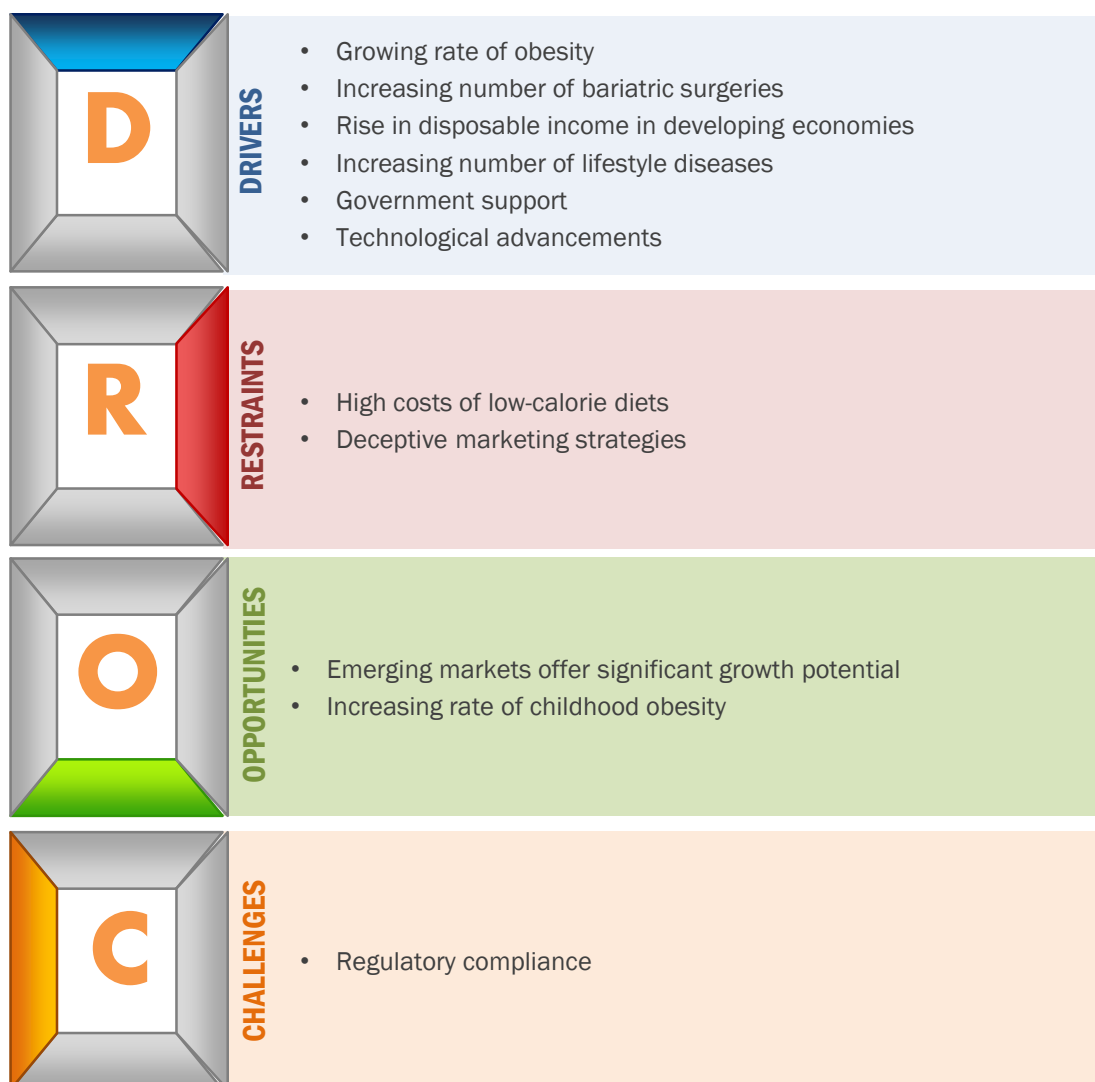 D
DRIVERS
• Growing rate of obesity
• Increasing number of bariatric surgeries
• Rise in disposable income in developing economies
• Increasing number of lifestyle diseases
• Government support
• Technological advancements
R
RESTRAINTS
• High costs of low-calorie diets
• Deceptive marketing strategies
O
OPPORTUNITIES
• Emerging markets offer significant growth potential
• Increasing rate of childhood obesity
C
CHALLENGES
• Regulatory compliance